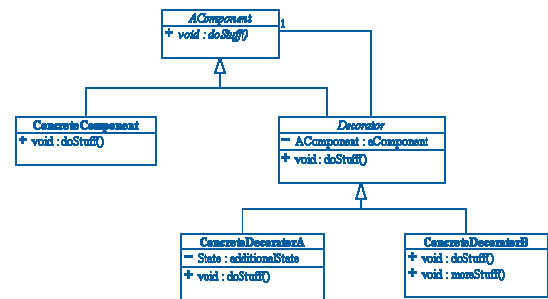 AComponent
+ void : doStuff()
1
ConcreteComponent
+ void : doStuff()
Decorator
− AComponent : aComponent
+ void : doStuff()
ConcreteDecoratorA
− State : additionalState
+ void : doStuff()
ConcreteDecoratorB
+ void : doStuff()
+ void : moreStuff()